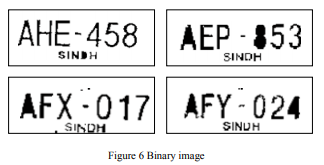 AHE-458
SINDH
AEP-853
SINDH
AFX-017
SINDH
AFY-024
SINDH
Figure 6 Binary image